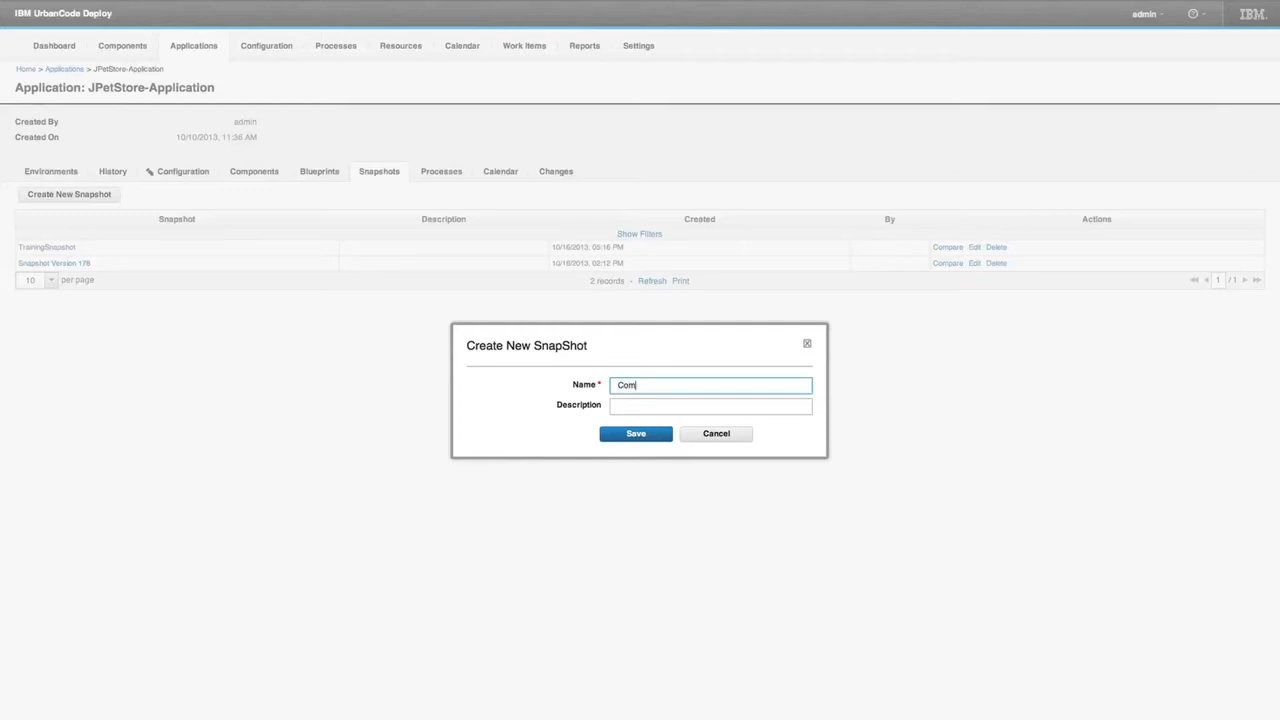 IBM UrbanCode Deploy admin IBM.
Dashboard Components Applications Configuration Processes Resources Calendar Work Items Reports Settings
Home > Applications > JPetStore-Application
Application: JPetStore-Application
Created By admin
Created On 10/10/2013, 11:36 AM
Environments History Configuration Components Blueprints Snapshots Processes Calendar Changes
Create New Snapshot
Snapshot Description Created By Actions
Show Filters
TrainingSnapshot 10/16/2013, 05:16 PM Compare Edit Delete
Snapshot Version 176 10/16/2013, 02:12 PM Compare Edit Delete
10 per page 2 records - Refresh Print 1 / 1
Create New SnapShot
Name * Com
Description
Save Cancel